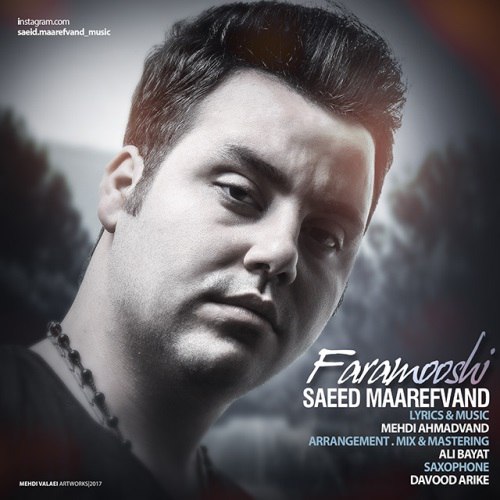 instagram.com
saeid.maarefvand_music
Faramooshi
SAEED MAAREFVAND
LYRICS & MUSIC
MEHDI AHMADVAND
ARRANGEMENT . MIX & MASTERING
ALI BAYAT
SAXOPHONE
DAVOOD ARIKE
MEHDI VALAEI ARTWORKS|2017